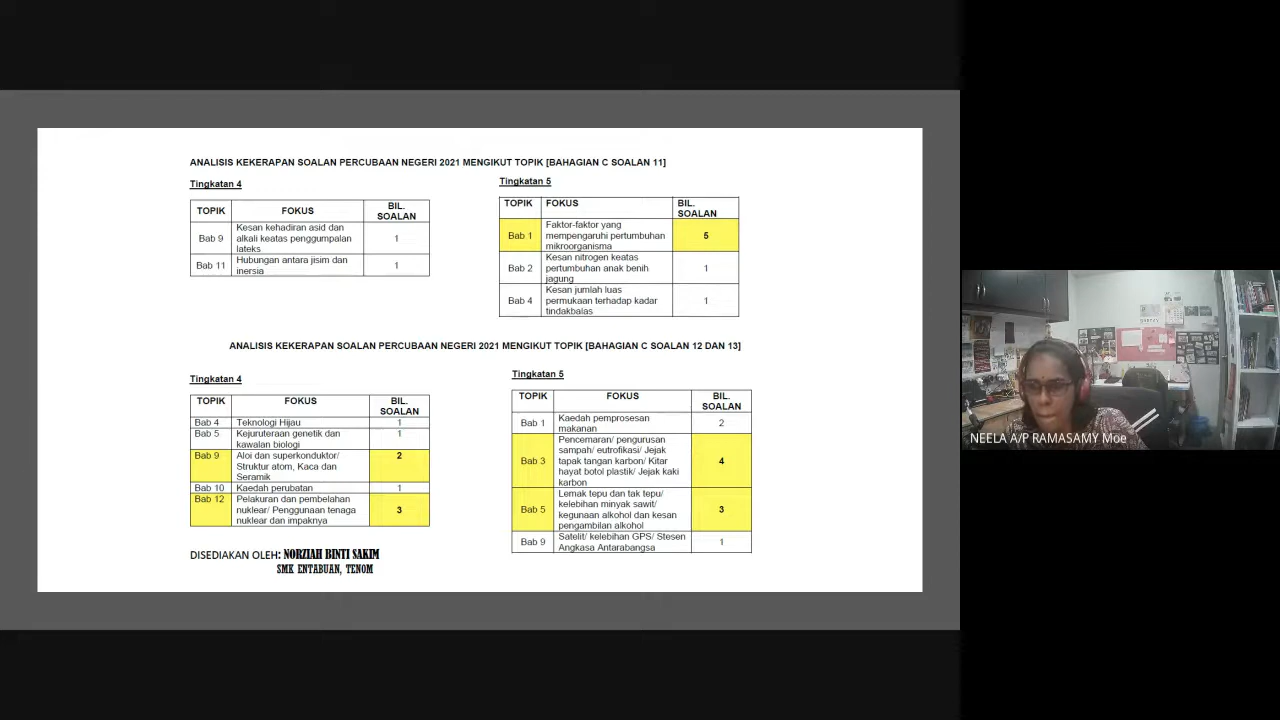 ANALISIS KEKERAPAN SOALAN PERCUBAAN NEGERI 2021 MENGIKUT TOPIK [BAHAGIAN C SOALAN 11]
Tingkatan 4
TOPIK FOKUS BIL. SOALAN
Bab 9 Kesan kehadiran asid dan
alkali keatas penggumpalan
lateks
1
Bab 11 Hubungan antara jisim dan
inersia
1
Tingkatan 5
TOPIK FOKUS BIL. SOALAN
Bab 1 Faktor-faktor yang
mempengaruhi pertumbuhan
mikroorganisma
5
Bab 2 Kesan nitrogen keatas
pertumbuhan anak benih
jagung
1
Bab 4 Kesan jumlah luas
permukaan terhadap kadar
tindakbalas
1
ANALISIS KEKERAPAN SOALAN PERCUBAAN NEGERI 2021 MENGIKUT TOPIK [BAHAGIAN C SOALAN 12 DAN 13]
Tingkatan 4
TOPIK FOKUS BIL. SOALAN
Bab 4 Teknologi Hijau 1
Bab 5 Kejuruteraan genetik dan
kawalan biologi
1
Bab 9 Aloi dan superkonduktor/
Struktur atom, Kaca dan
Seramik
2
Bab 10 Kaedah perubatan 1
Bab 12 Pelakuran dan pembelahan
nuklear/ Penggunaan tenaga
nuklear dan impaknya
3
Tingkatan 5
TOPIK FOKUS BIL. SOALAN
Bab 1 Kaedah pemprosesan
makanan
2
Bab 3 Pencemaran/ pengurusan
sampah/ eutrofikasi/ Jejak
tapak tangan karbon/ Kitar
hayat botol plastik/ Jejak kaki
karbon
4
Bab 5 Lemak tepu dan tak tepu/
kelebihan minyak sawit/
kegunaan alkohol dan kesan
pengambilan alkohol
3
Bab 9 Satelit/ kelebihan GPS/ Stesen
Angkasa Antarabangsa
1
DISEDIAKAN OLEH: NORZIAH BINTI SAKIM
SMK ENTABUAN, TENOM
NEELA A/P RAMASAMY Moe